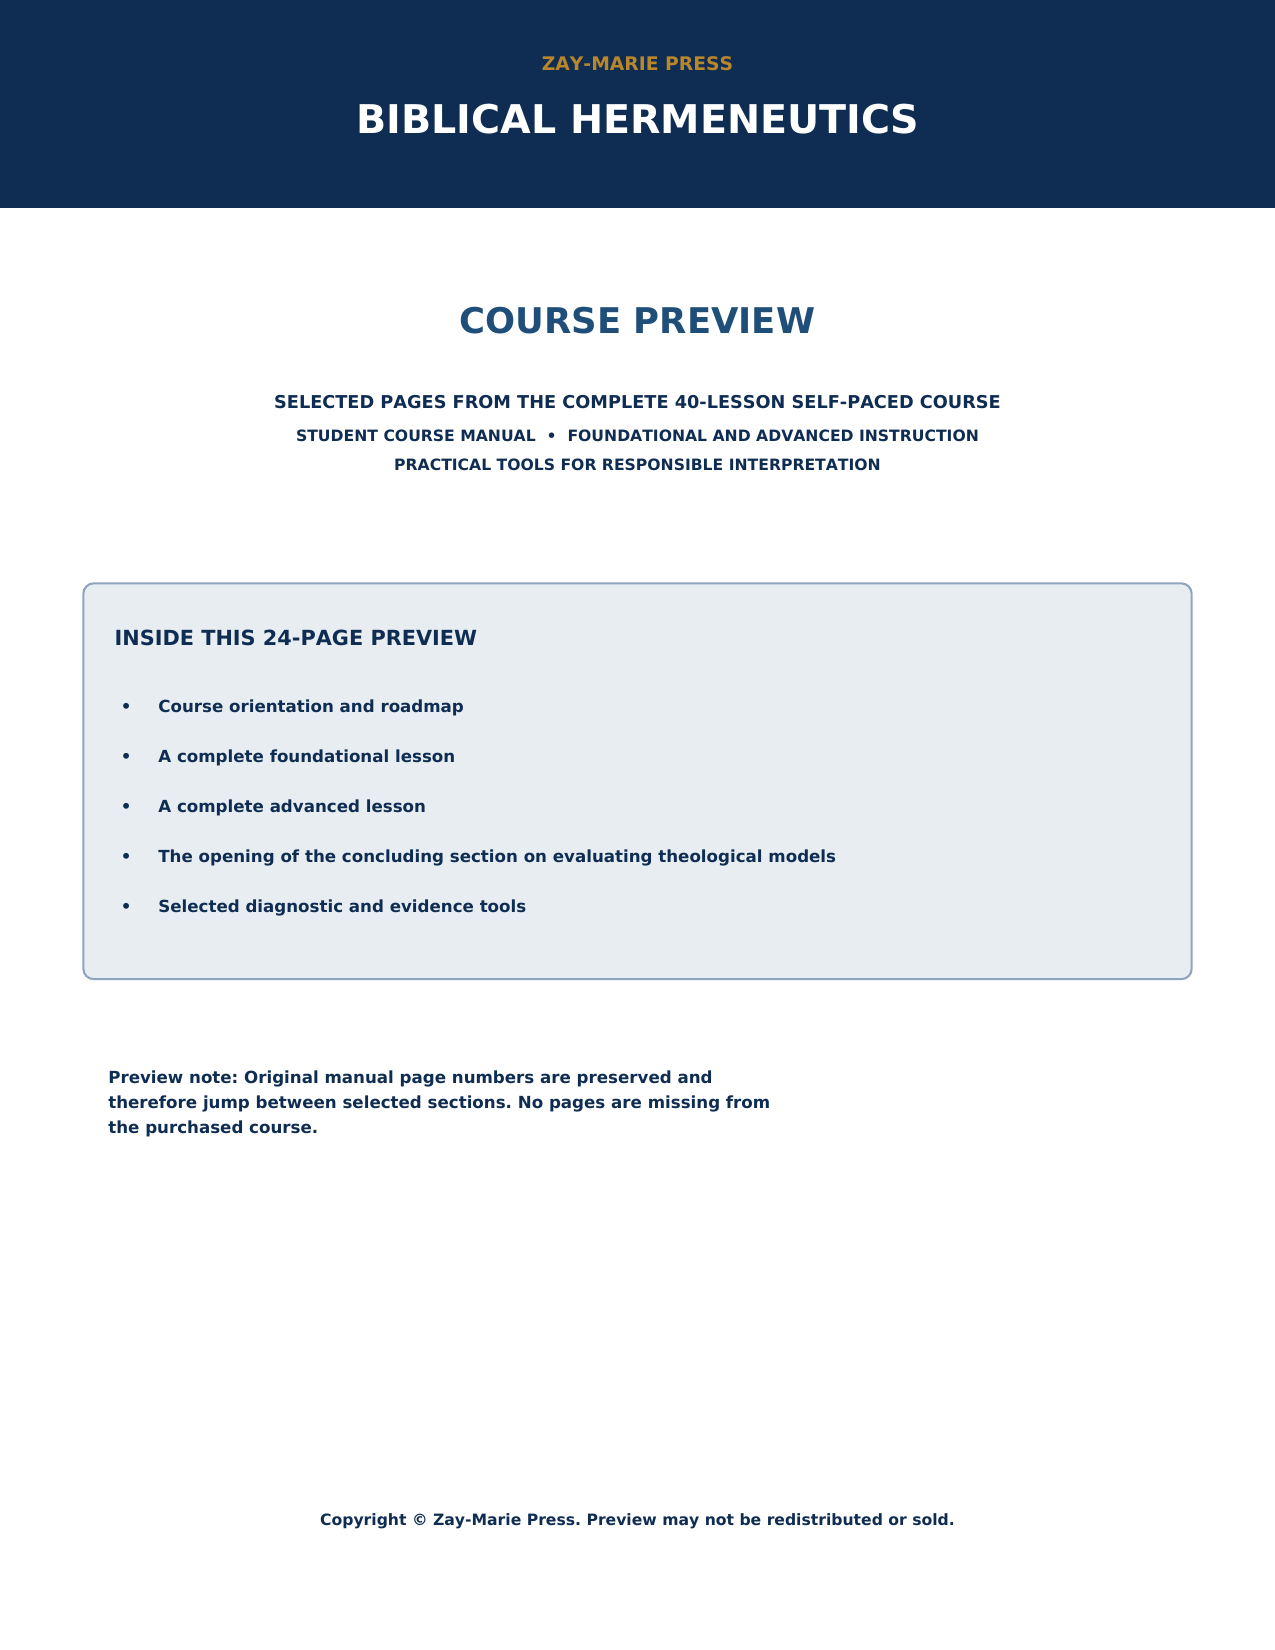 ZAY-MARIE PRESS
BIBLICAL HERMENEUTICS
COURSE PREVIEW
SELECTED PAGES FROM THE COMPLETE 40-LESSON SELF-PACED COURSE
STUDENT COURSE MANUAL • FOUNDATIONAL AND ADVANCED INSTRUCTION
PRACTICAL TOOLS FOR RESPONSIBLE INTERPRETATION
INSIDE THIS 24-PAGE PREVIEW
• Course orientation and roadmap
• A complete foundational lesson
• A complete advanced lesson
• The opening of the concluding section on evaluating theological models
• Selected diagnostic and evidence tools
Preview note: Original manual page numbers are preserved and
therefore jump between selected sections. No pages are missing from
the purchased course.
Copyright © Zay-Marie Press. Preview may not be redistributed or sold.